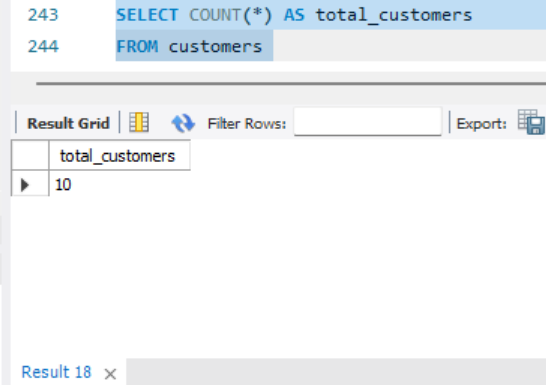 243 SELECT COUNT(*) AS total_customers
244 FROM customers
Result Grid Filter Rows: Export:
total_customers
10
Result 18 ×